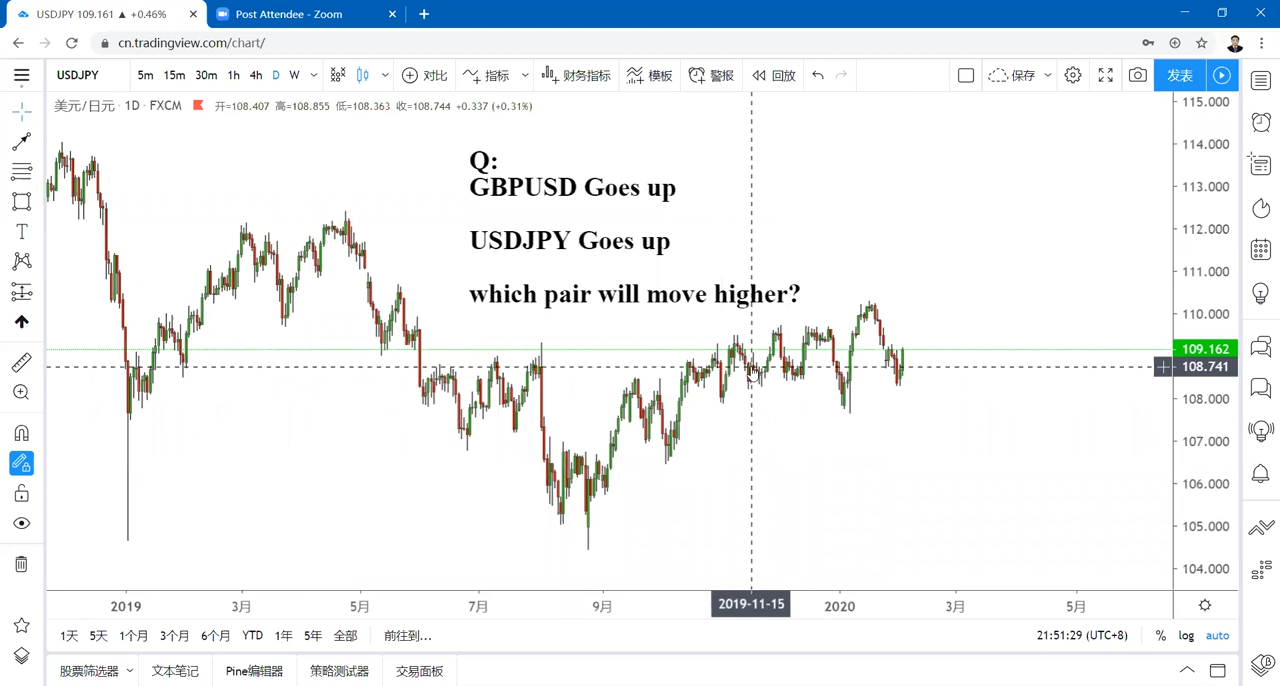 USDJPY 109.161 ▲ +0.46%
Post Attendee - Zoom
cn.tradingview.com/chart/
USDJPY 5m 15m 30m 1h 4h D W 对比 指标 财务指标 模板 警报 回放 保存 发表
美元/日元 · 1D · FXCM 开=108.407 高=108.855 低=108.363 收=108.744 +0.337 (+0.31%)
Q:
GBPUSD Goes up
USDJPY Goes up
which pair will move higher?
115.000
114.000
113.000
112.000
111.000
110.000
109.162
108.741
108.000
107.000
106.000
105.000
104.000
2019 3月 5月 7月 9月 2019-11-15 2020 3月 5月
1天 5天 1个月 3个月 6个月 YTD 1年 5年 全部 前往到... 21:51:29 (UTC+8) % log auto
股票筛选器 文本笔记 Pine编辑器 策略测试器 交易面板